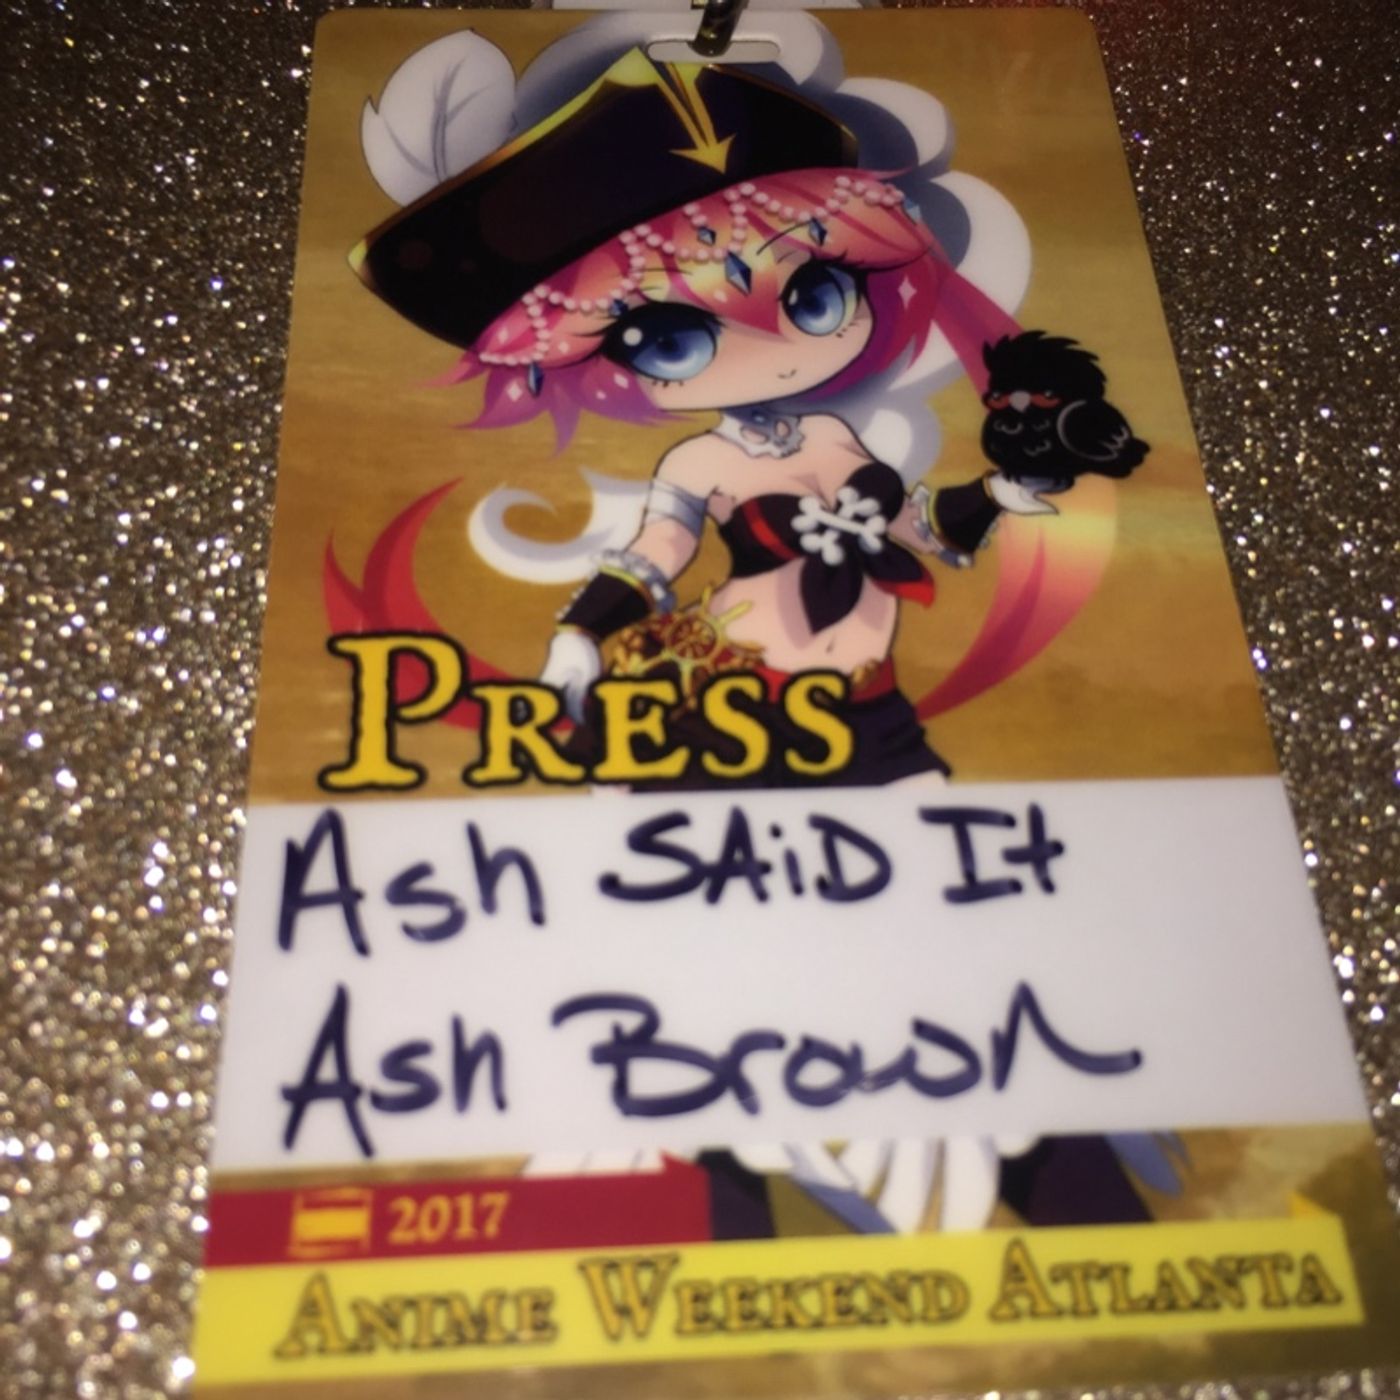 PRESS
Ash SAiD It
Ash Brown
2017
ANIME WEEKEND ATLANTA